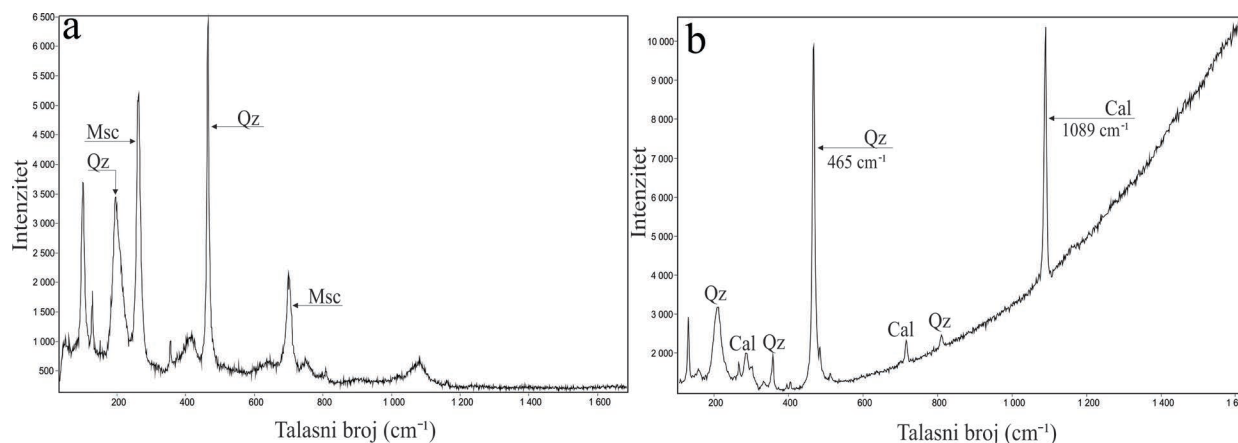 a
6 500
6 000
5 500
5 000
4 500
4 000
3 500
3 000
2 500
2 000
1 500
1 000
500
Intenzitet
Msc
Qz
Qz
Msc
200
400
600
800
1 000
1 200
1 400
1 600
Talasni broj (cm⁻¹)
b
10 000
9 000
8 000
7 000
6 000
5 000
4 000
3 000
2 000
Intenzitet
Qz
Cal
Qz
Qz
465 cm⁻¹
Cal
Qz
Cal
1089 cm⁻¹
200
400
600
800
1 000
1 200
1 400
Talasni broj (cm⁻¹)